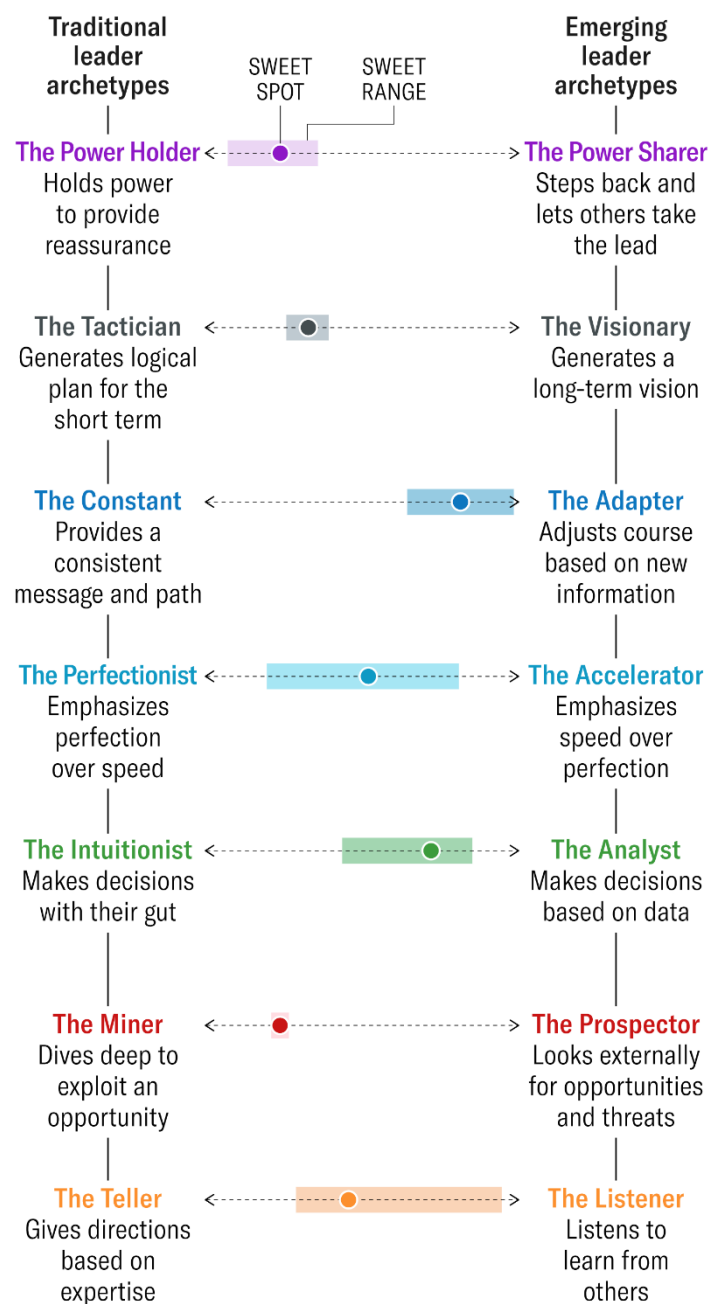 Traditional
leader
archetypes
SWEET
SPOT
SWEET
RANGE
Emerging
leader
archetypes
The Power Holder
Holds power
to provide
reassurance
The Power Sharer
Steps back and
lets others take
the lead
The Tactician
Generates logical
plan for the
short term
The Visionary
Generates a
long-term vision
The Constant
Provides a
consistent
message and path
The Adapter
Adjusts course
based on new
information
The Perfectionist
Emphasizes
perfection
over speed
The Accelerator
Emphasizes
speed over
perfection
The Intuitionist
Makes decisions
with their gut
The Analyst
Makes decisions
based on data
The Miner
Dives deep to
exploit an
opportunity
The Prospector
Looks externally
for opportunities
and threats
The Teller
Gives directions
based on
expertise
The Listener
Listens to
learn from
others